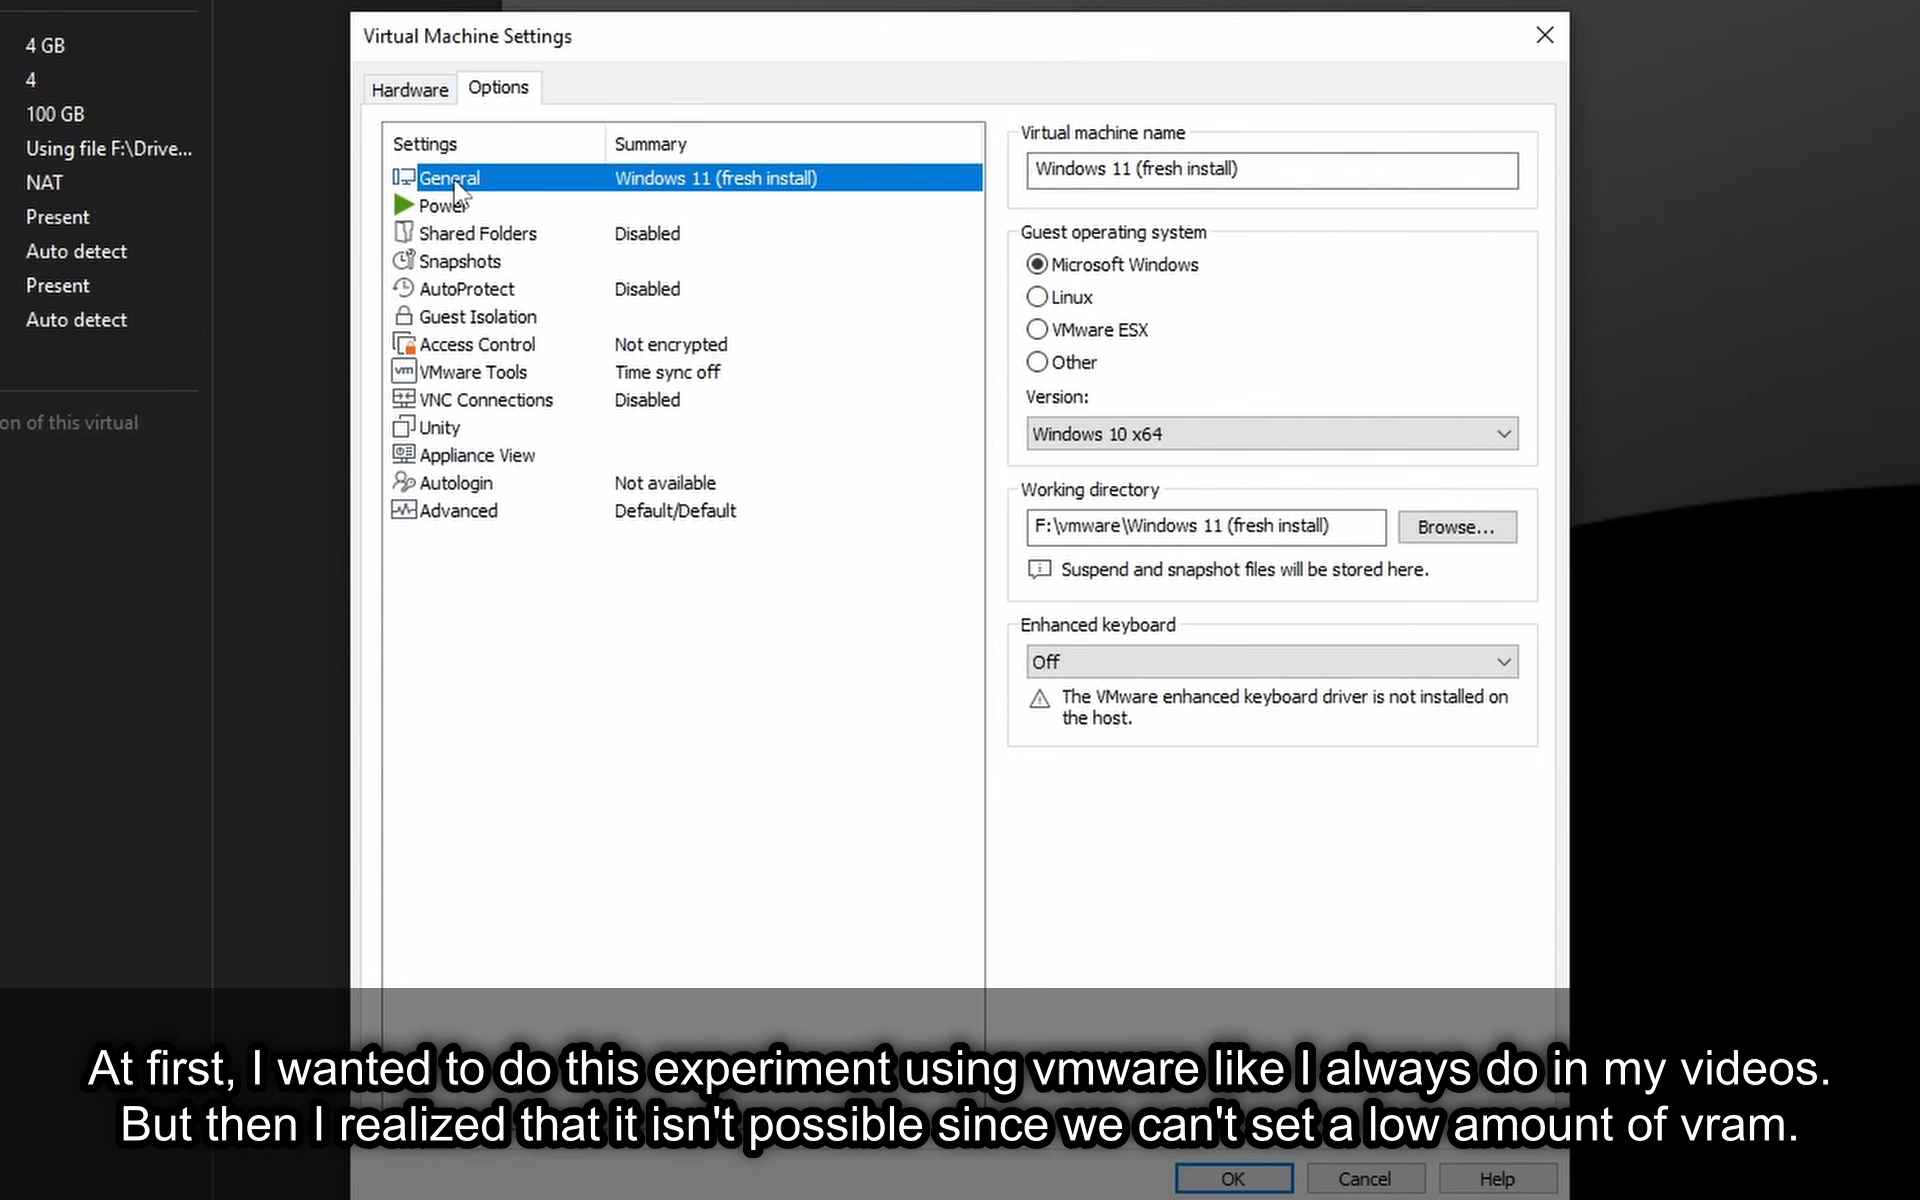 4 GB
4
100 GB
Using file F:\Drive...
NAT
Present
Auto detect
Present
Auto detect
on of this virtual
Virtual Machine Settings
Hardware
Options
Settings
Summary
General
Windows 11 (fresh install)
Power
Shared Folders
Disabled
Snapshots
AutoProtect
Disabled
Guest Isolation
Access Control
Not encrypted
vm
VMware Tools
Time sync off
VNC Connections
Disabled
Unity
Appliance View
Autologin
Not available
Advanced
Default/Default
Virtual machine name
Windows 11 (fresh install)
Guest operating system
Microsoft Windows
Linux
VMware ESX
Other
Version:
Windows 10 x64
Working directory
F:\vmware\Windows 11 (fresh install)
Browse...
Suspend and snapshot files will be stored here.
Enhanced keyboard
Off
The VMware enhanced keyboard driver is not installed on
the host.
At first, I wanted to do this experiment using vmware like I always do in my videos.
But then I realized that it isn't possible since we can't set a low amount of vram.
OK
Cancel
Help